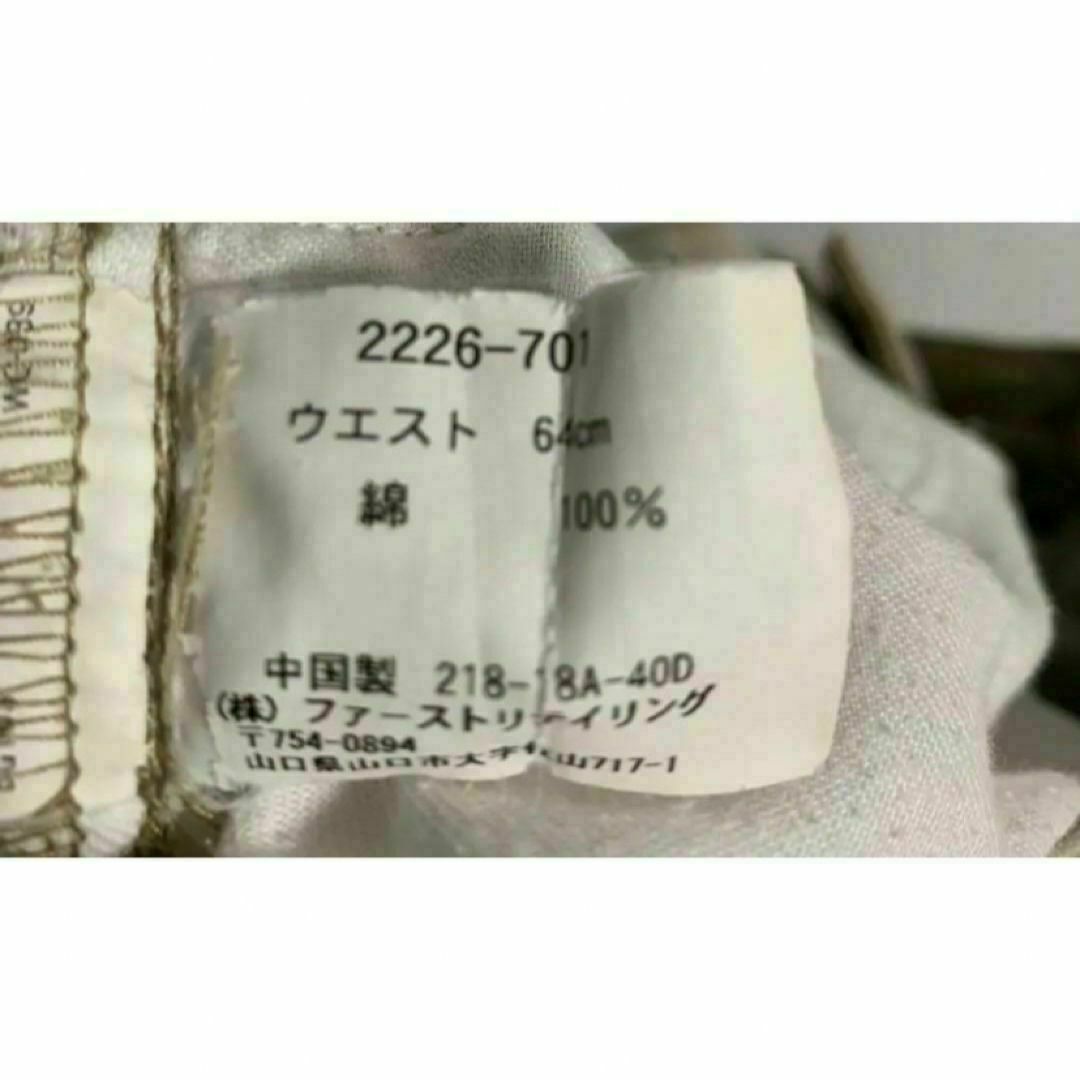 2226-701
ウエスト 64cm
綿 100%
中国製 218-18A-40D
(株) ファーストリテイリング
〒754-0894
山口県山口市大字佐山717-1
WC-089